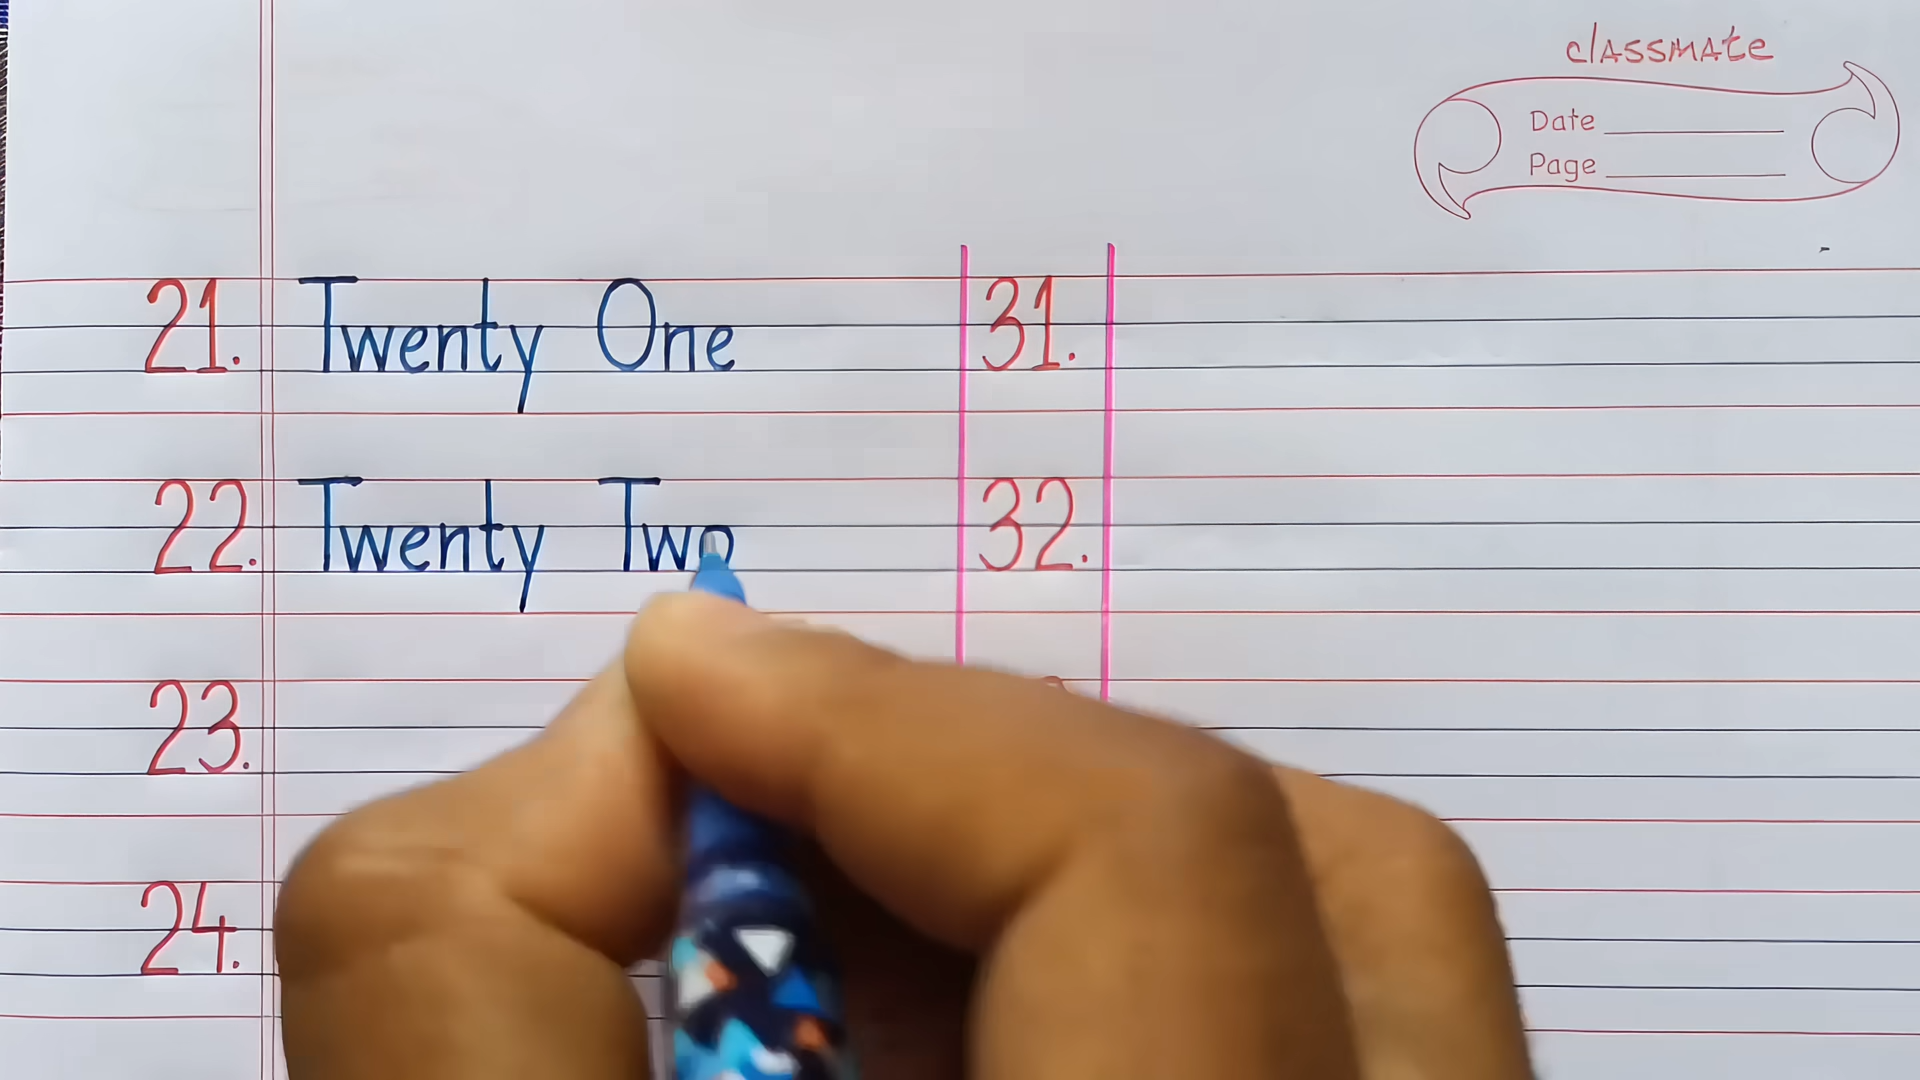 classmate
Date
Page
21. Twenty One 31.
22. Twenty Two 32.
23.
24.